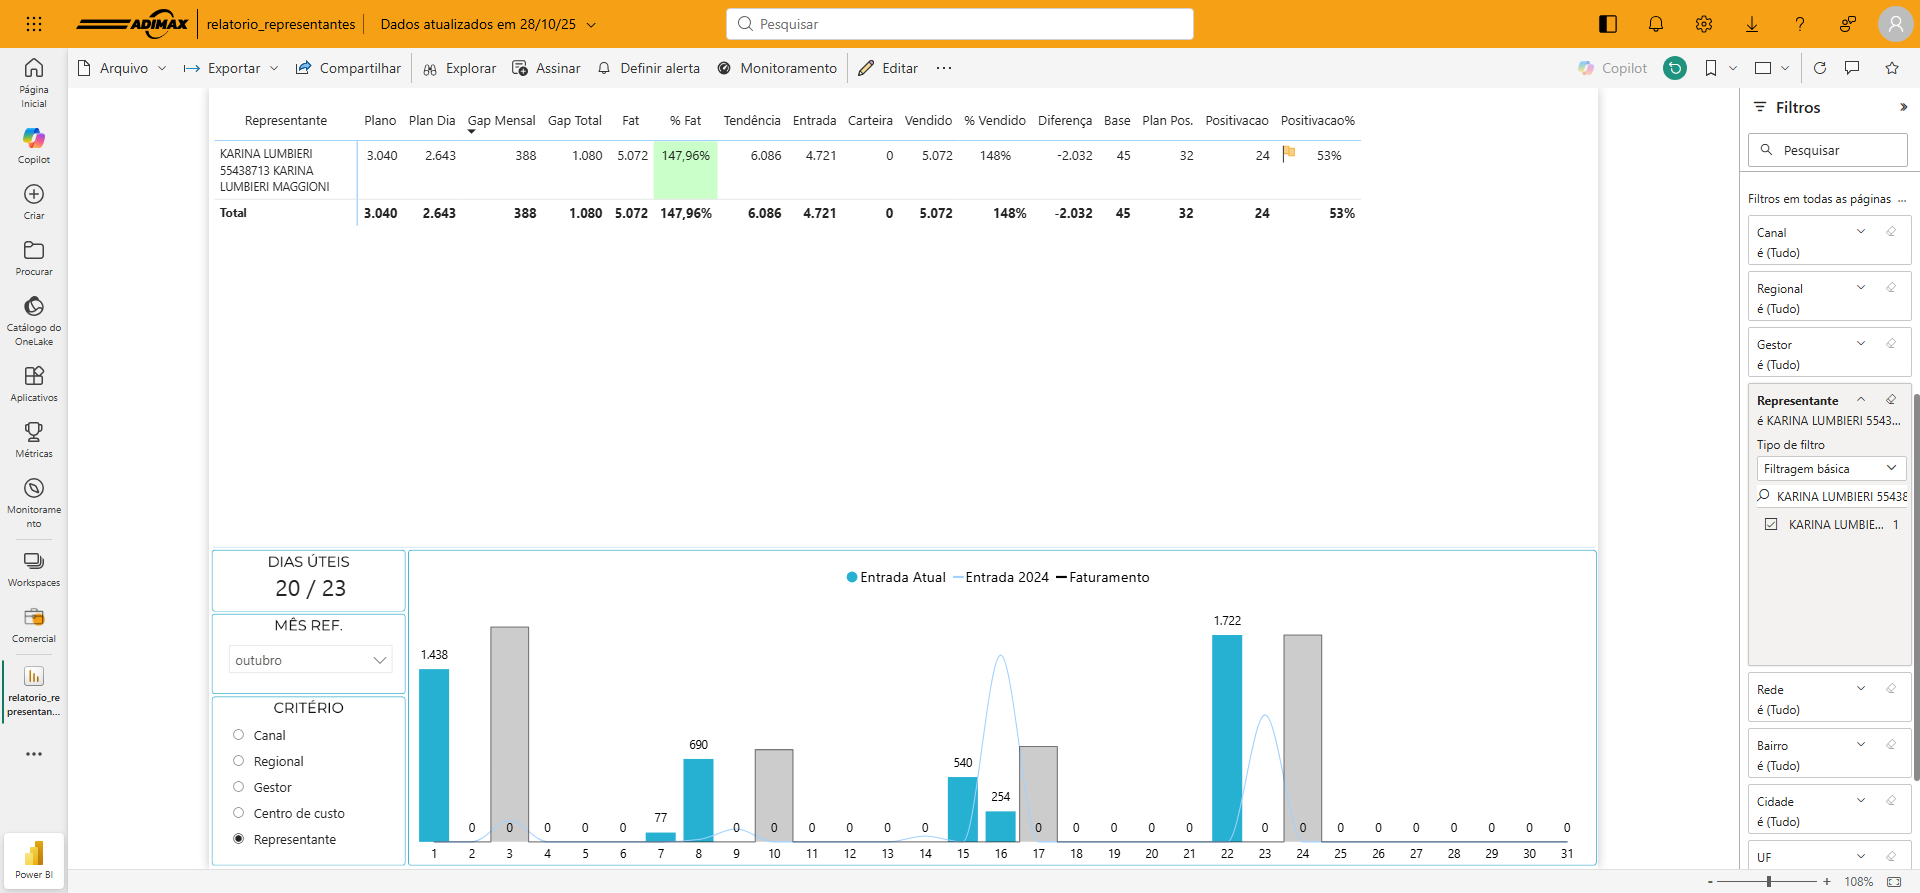 ADIMAX
relatorio_representantes
Dados atualizados em 28/10/25
Pesquisar
Arquivo
Exportar
Compartilhar
Explorar
Assinar
Definir alerta
Monitoramento
Editar
Copilot
Página
Inicial
Copilot
Criar
Procurar
Catálogo do
OneLake
Aplicativos
Métricas
Monitorame
nto
Workspaces
Comercial
relatorio_re
presentan...
Power BI
Representante Plano Plan Dia Gap Mensal Gap Total Fat % Fat Tendência Entrada Carteira Vendido % Vendido Diferença Base Plan Pos. Positivacao Positivacao%
KARINA LUMBIERI 3.040 2.643 388 1.080 5.072 147,96% 6.086 4.721 0 5.072 148% -2.032 45 32 24 53%
55438713 KARINA
LUMBIERI MAGGIONI
Total 3.040 2.643 388 1.080 5.072 147,96% 6.086 4.721 0 5.072 148% -2.032 45 32 24 53%
DIAS ÚTEIS
20 / 23
MÊS REF.
outubro
CRITÉRIO
Canal
Regional
Gestor
Centro de custo
Representante
Entrada Atual Entrada 2024 Faturamento
1.438 0 0 0 0 0 77 690 0 0 0 0 0 0 540 254 0 0 0 0 0 1.722 0 0 0 0 0 0 0 0 0
1 2 3 4 5 6 7 8 9 10 11 12 13 14 15 16 17 18 19 20 21 22 23 24 25 26 27 28 29 30 31
Filtros
Pesquisar
Filtros em todas as páginas ...
Canal
é (Tudo)
Regional
é (Tudo)
Gestor
é (Tudo)
Representante
é KARINA LUMBIERI 5543...
Tipo de filtro
Filtragem básica
KARINA LUMBIERI 55438
KARINA LUMBIE... 1
Rede
é (Tudo)
Bairro
é (Tudo)
Cidade
é (Tudo)
UF
- + 108%